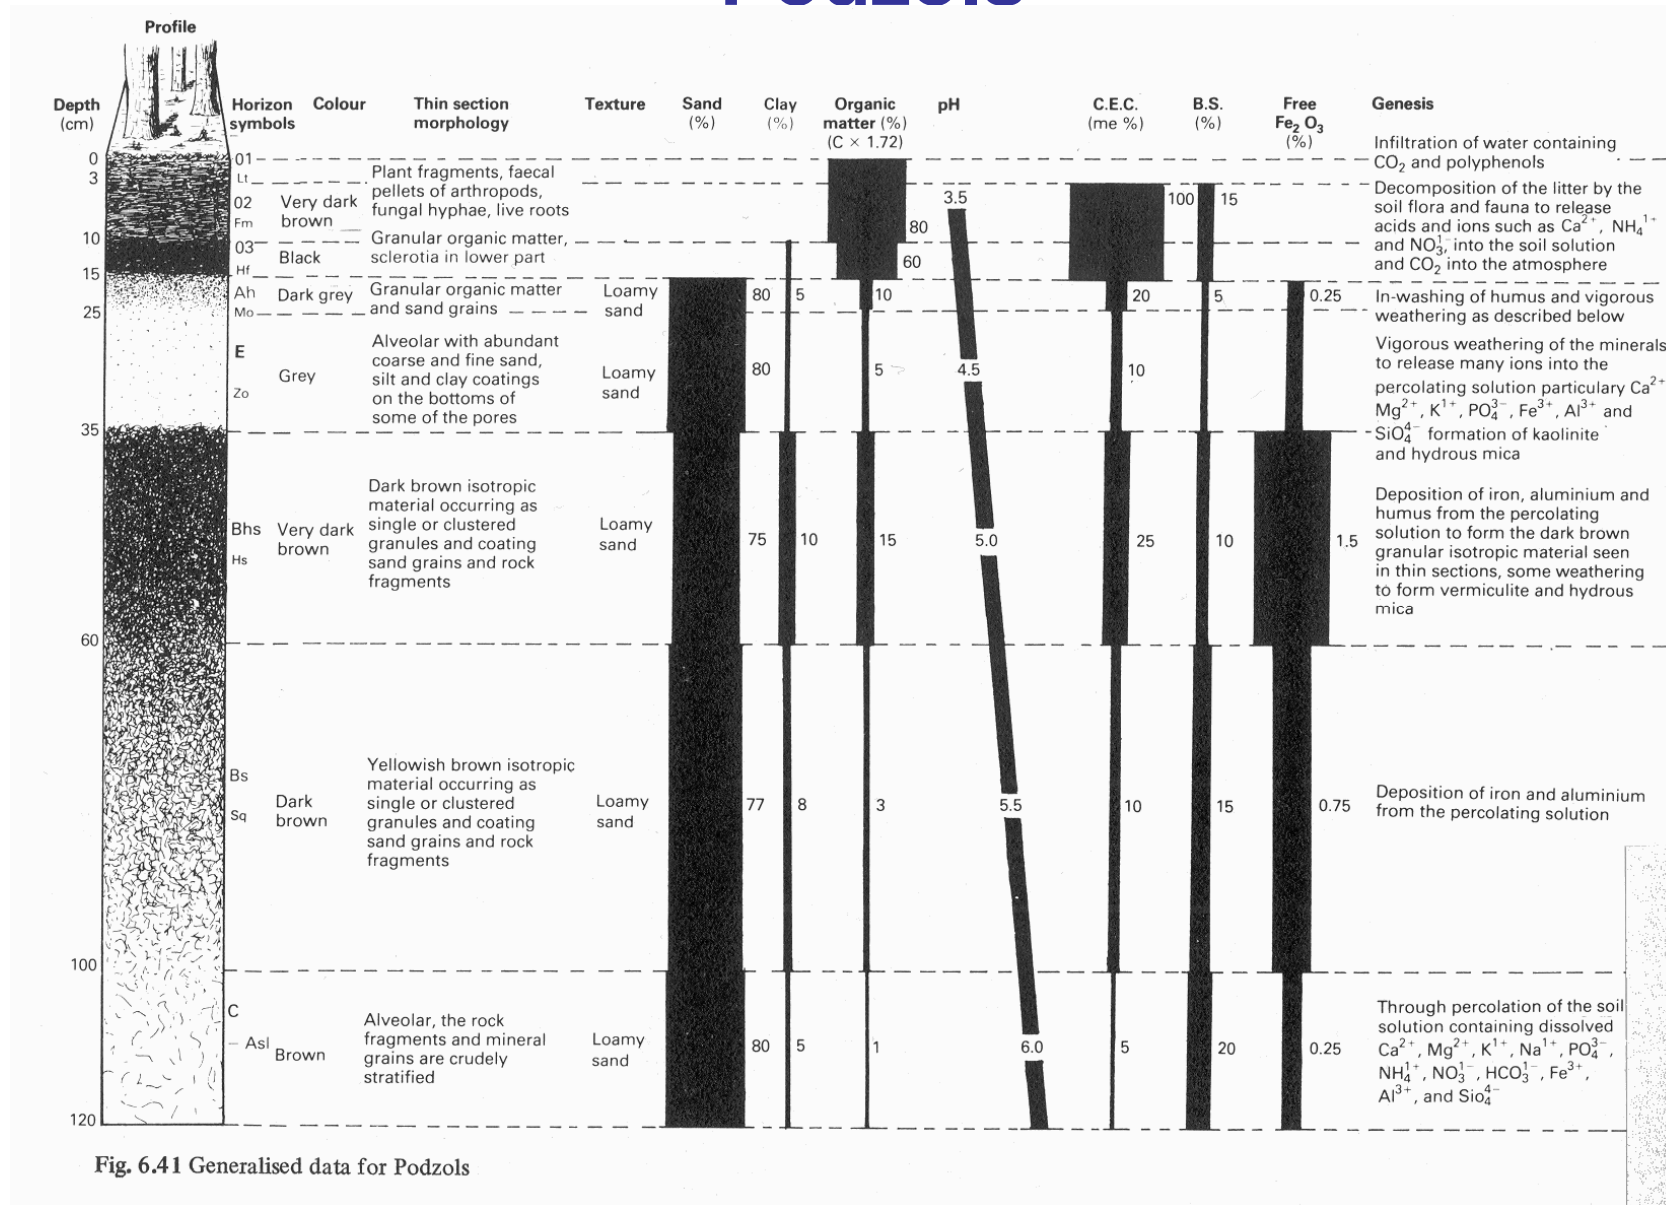 Podzols
Profile
Depth
(cm)
Horizon
symbols
Colour
Thin section
morphology
Texture
Sand
(%)
Clay
(%)
Organic
matter (%)
(C × 1.72)
pH
C.E.C.
(me %)
B.S.
(%)
Free
Fe2 O3
(%)
Genesis
Infiltration of water containing
CO2 and polyphenols
0
3
10
15
25
35
60
100
120
01
Lt
02
Fm
Very dark
brown
Plant fragments, faecal
pellets of arthropods,
fungal hyphae, live roots
80
3.5
100
15
Decomposition of the litter by the
soil flora and fauna to release
acids and ions such as Ca2+, NH41+
and NO31-, into the soil solution
and CO2 into the atmosphere
03
Hf
Black
Granular organic matter,
sclerotia in lower part
60
Ah
Mo
Dark grey
Granular organic matter
and sand grains
Loamy
sand
80
5
10
20
5
0.25
In-washing of humus and vigorous
weathering as described below
E
Zo
Grey
Alveolar with abundant
coarse and fine sand,
silt and clay coatings
on the bottoms of
some of the pores
Loamy
sand
80
5
4.5
10
Vigorous weathering of the minerals
to release many ions into the
percolating solution particulary Ca2+
Mg2+, K1+, PO43-, Fe3+, Al3+ and
SiO44- formation of kaolinite
and hydrous mica
Bhs
Hs
Very dark
brown
Dark brown isotropic
material occurring as
single or clustered
granules and coating
sand grains and rock
fragments
Loamy
sand
75
10
15
5.0
25
10
1.5
Deposition of iron, aluminium and
humus from the percolating
solution to form the dark brown
granular isotropic material seen
in thin sections, some weathering
to form vermiculite and hydrous
mica
Bs
Sq
Dark
brown
Yellowish brown isotropic
material occurring as
single or clustered
granules and coating
sand grains and rock
fragments
Loamy
sand
77
8
3
5.5
10
15
0.75
Deposition of iron and aluminium
from the percolating solution
C
Asl
Brown
Alveolar, the rock
fragments and mineral
grains are crudely
stratified
Loamy
sand
80
5
1
6.0
5
20
0.25
Through percolation of the soil
solution containing dissolved
Ca2+, Mg2+, K1+, Na1+, PO43-,
NH41+, NO31-, HCO31-, Fe3+,
Al3+, and Sio44-
Fig. 6.41 Generalised data for Podzols